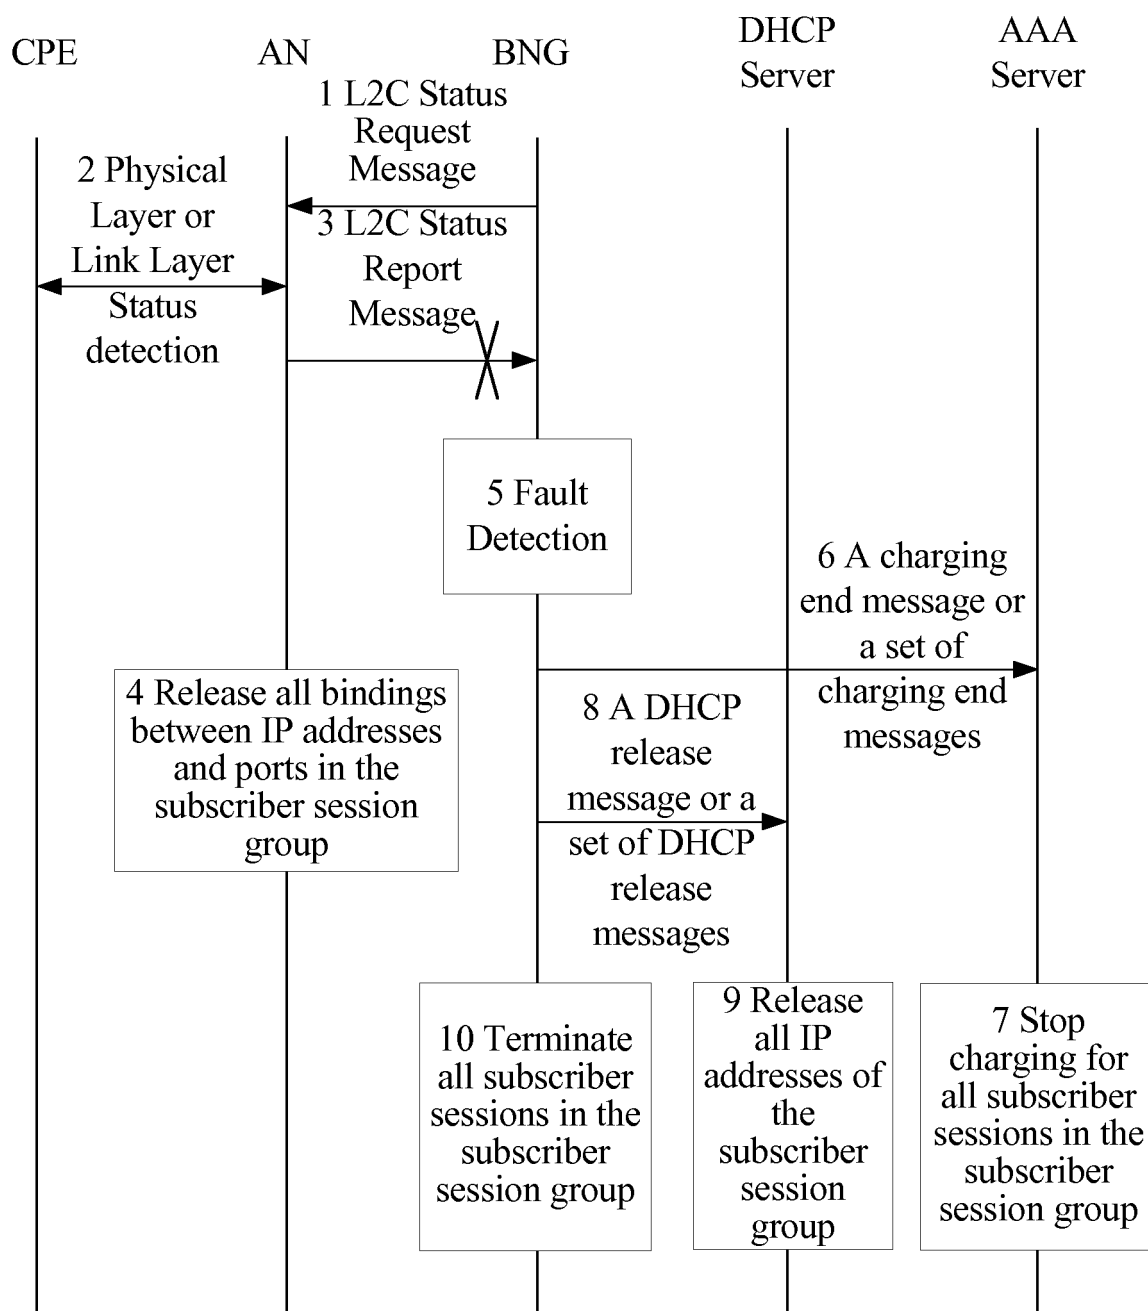 CPE
AN
BNG
DHCP
Server
AAA
Server
1 L2C Status
Request
Message
2 Physical
Layer or
Link Layer
Status
detection
3 L2C Status
Report
Message
5 Fault
Detection
6 A charging
end message or
a set of
charging end
messages
4 Release all bindings
between IP addresses
and ports in the
subscriber session
group
8 A DHCP
release
message or a
set of DHCP
release
messages
10 Terminate
all subscriber
sessions in the
subscriber
session group
9 Release
all IP
addresses of
the
subscriber
session
group
7 Stop
charging for
all subscriber
sessions in the
subscriber
session group